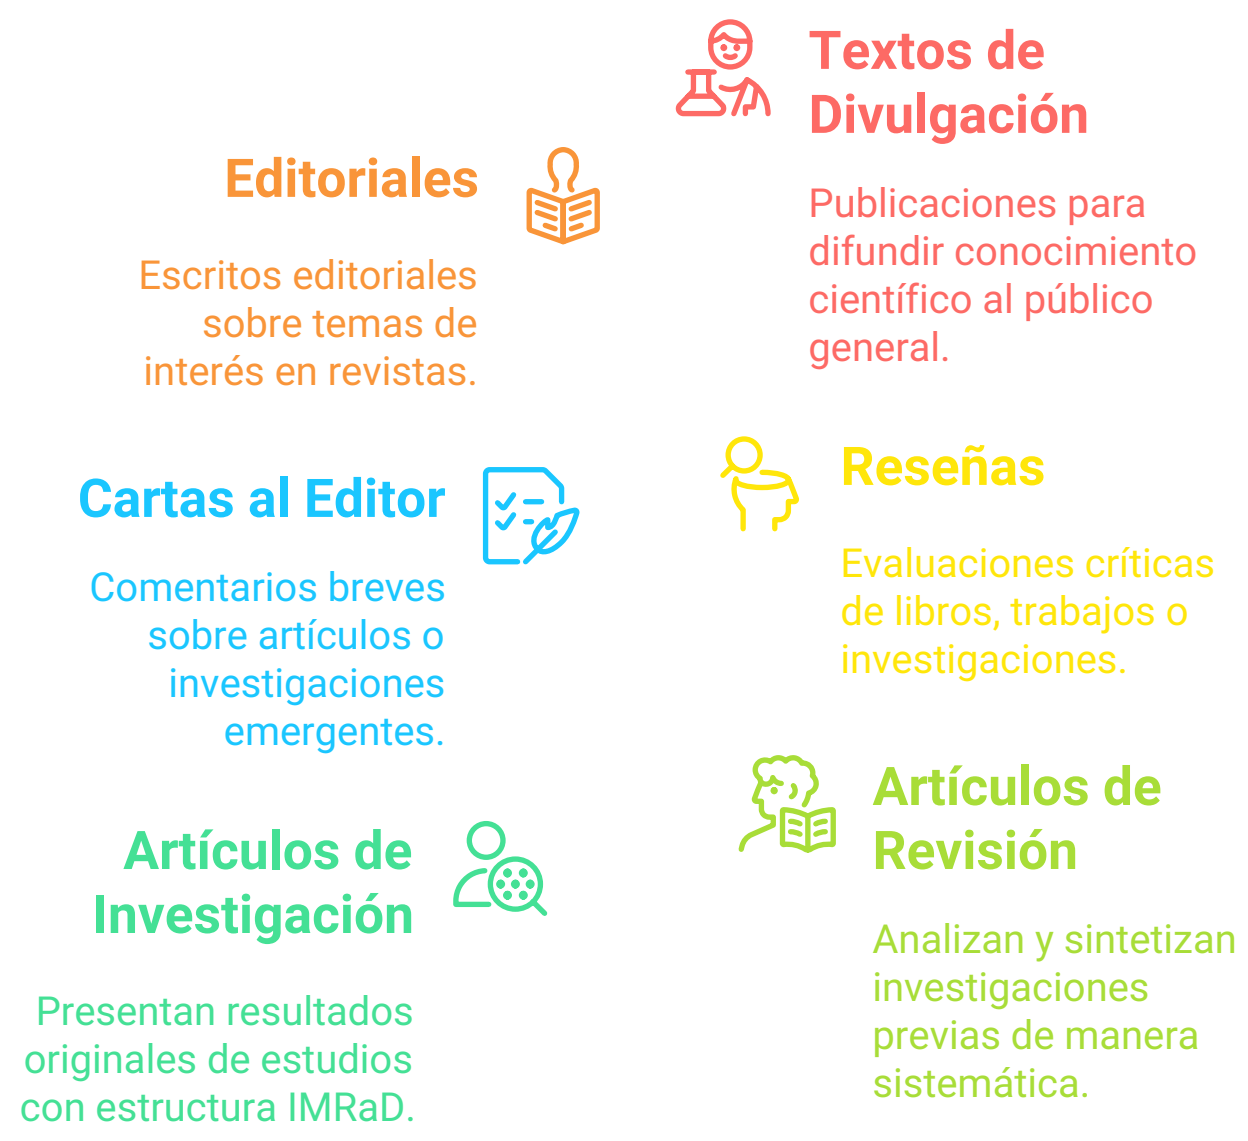 Textos de
Divulgación
Publicaciones para
difundir conocimiento
científico al público
general.
Editoriales
Escritos editoriales
sobre temas de
interés en revistas.
Reseñas
Evaluaciones críticas
de libros, trabajos o
investigaciones.
Cartas al Editor
Comentarios breves
sobre artículos o
investigaciones
emergentes.
Artículos de
Revisión
Analizan y sintetizan
investigaciones
previas de manera
sistemática.
Artículos de
Investigación
Presentan resultados
originales de estudios
con estructura IMRaD.